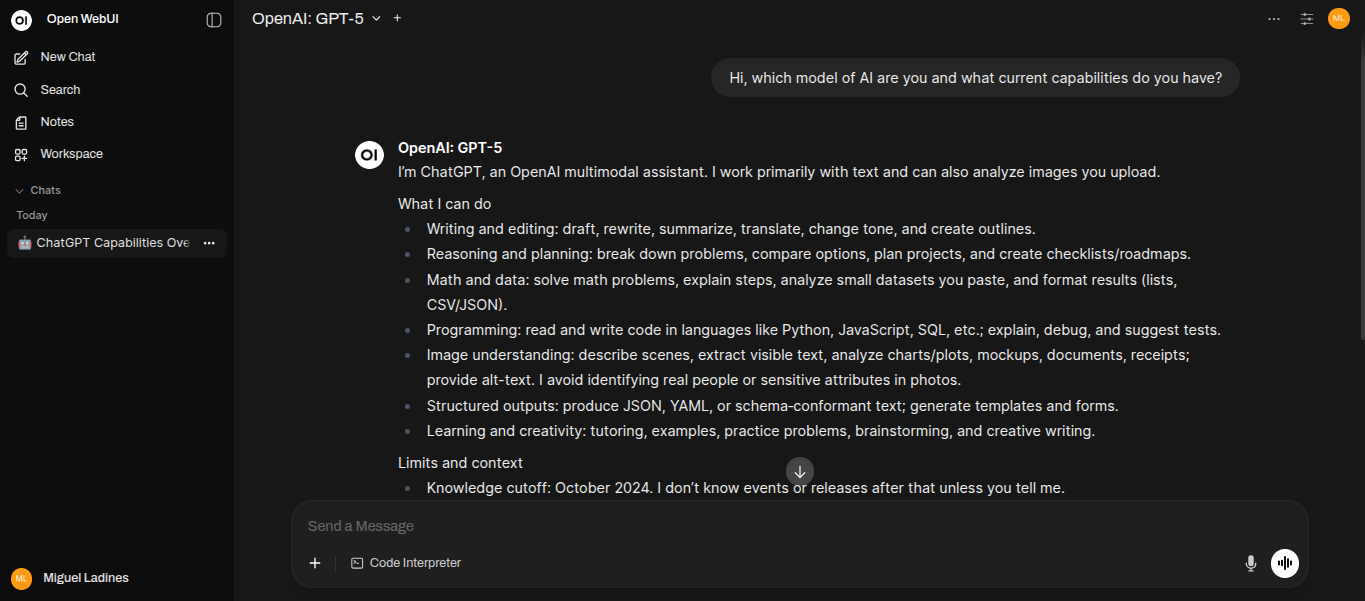 OI Open WebUI
New Chat
Search
Notes
Workspace
Chats
Today
🤖 ChatGPT Capabilities Ove
ML Miguel Ladines
OpenAI: GPT-5
ML
Hi, which model of AI are you and what current capabilities do you have?
OI OpenAI: GPT-5
I’m ChatGPT, an OpenAI multimodal assistant. I work primarily with text and can also analyze images you upload.
What I can do
• Writing and editing: draft, rewrite, summarize, translate, change tone, and create outlines.
• Reasoning and planning: break down problems, compare options, plan projects, and create checklists/roadmaps.
• Math and data: solve math problems, explain steps, analyze small datasets you paste, and format results (lists,
CSV/JSON).
• Programming: read and write code in languages like Python, JavaScript, SQL, etc.; explain, debug, and suggest tests.
• Image understanding: describe scenes, extract visible text, analyze charts/plots, mockups, documents, receipts;
provide alt-text. I avoid identifying real people or sensitive attributes in photos.
• Structured outputs: produce JSON, YAML, or schema-conformant text; generate templates and forms.
• Learning and creativity: tutoring, examples, practice problems, brainstorming, and creative writing.
Limits and context
• Knowledge cutoff: October 2024. I don’t know events or releases after that unless you tell me.
Send a Message
Code Interpreter